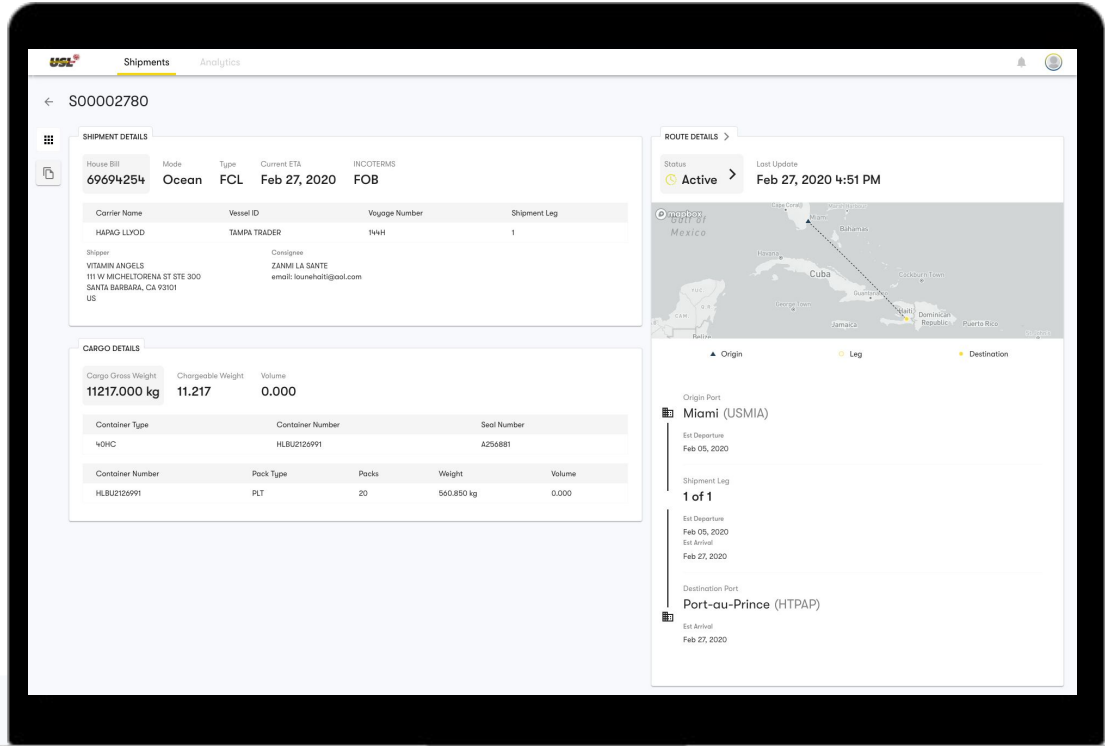 USL
Shipments
Analytics
S00002780
SHIPMENT DETAILS
House Bill
69694254
Mode
Ocean
Type
FCL
Current ETA
Feb 27, 2020
INCOTERMS
FOB
Carrier Name Vessel ID Voyage Number Shipment Leg
HAPAG LLYOD TAMPA TRADER 144H 1
Shipper
VITAMIN ANGELS
111 W MICHELTORENA ST STE 300
SANTA BARBARA, CA 93101
US
Consignee
ZANMI LA SANTE
email: lounehaiti@aol.com
CARGO DETAILS
Cargo Gross Weight
11217.000 kg
Chargeable Weight
11.217
Volume
0.000
Container Type Container Number Seal Number
40HC HLBU2126991 A256881
Container Number Pack Type Packs Weight Volume
HLBU2126991 PLT 20 560.850 kg 0.000
ROUTE DETAILS
Status
Active
Last Update
Feb 27, 2020 4:51 PM
mapbox
Gulf of
Mexico
Cape Coral
Miami
Bahamas
Havana
Cuba
Cockburn Town
Guantanamo
George Town
Haiti
Dominican
Republic
Jamaica
Puerto Rico
CAM
Belize
Origin
Leg
Destination
Origin Port
Miami (USMIA)
Est Departure
Feb 05, 2020
Shipment Leg
1 of 1
Est Departure
Feb 05, 2020
Est Arrival
Feb 27, 2020
Destination Port
Port-au-Prince (HTPAP)
Est Arrival
Feb 27, 2020